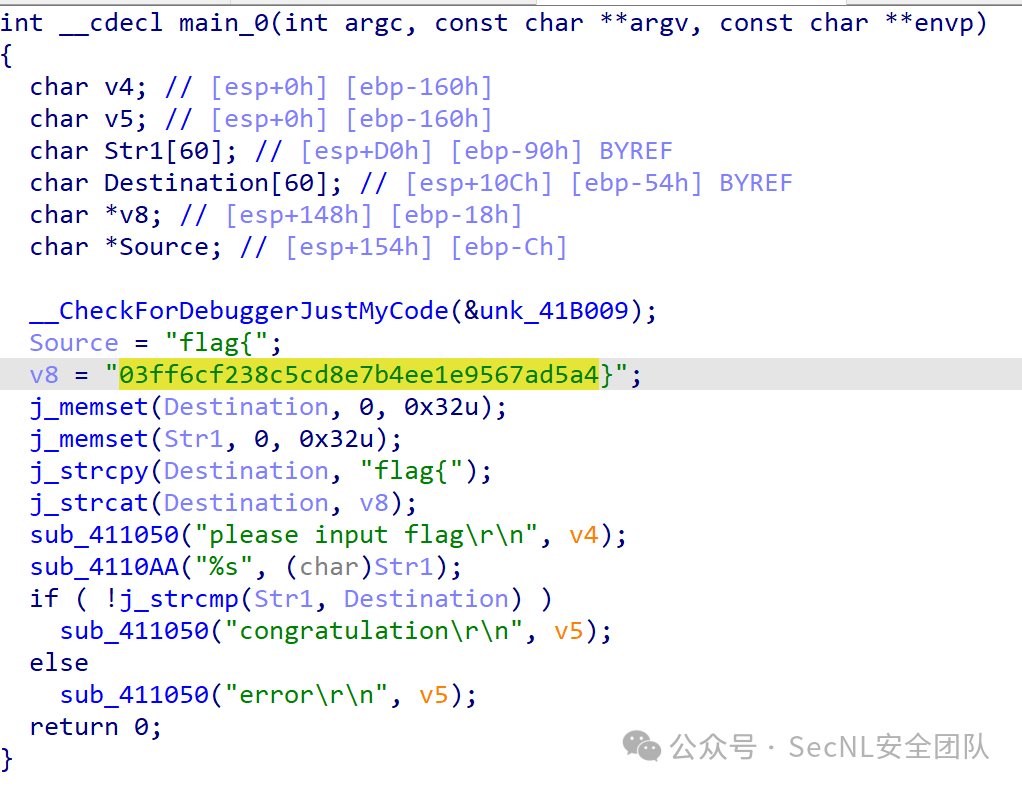 int __cdecl main_0(int argc, const char **argv, const char **envp)
{
  char v4; // [esp+0h] [ebp-160h]
  char v5; // [esp+0h] [ebp-160h]
  char Str1[60]; // [esp+D0h] [ebp-90h] BYREF
  char Destination[60]; // [esp+10Ch] [ebp-54h] BYREF
  char *v8; // [esp+148h] [ebp-18h]
  char *Source; // [esp+154h] [ebp-Ch]

  __CheckForDebuggerJustMyCode(&unk_41B009);
  Source = "flag{";
  v8 = "03ff6cf238c5cd8e7b4ee1e9567ad5a4}";
  j_memset(Destination, 0, 0x32u);
  j_memset(Str1, 0, 0x32u);
  j_strcpy(Destination, "flag{");
  j_strcat(Destination, v8);
  sub_411050("please input flag\r\n", v4);
  sub_4110AA("%s", (char)Str1);
  if ( !j_strcmp(Str1, Destination) )
    sub_411050("congratulation\r\n", v5);
  else
    sub_411050("error\r\n", v5);
  return 0;
}
公众号 · SecNL安全团队